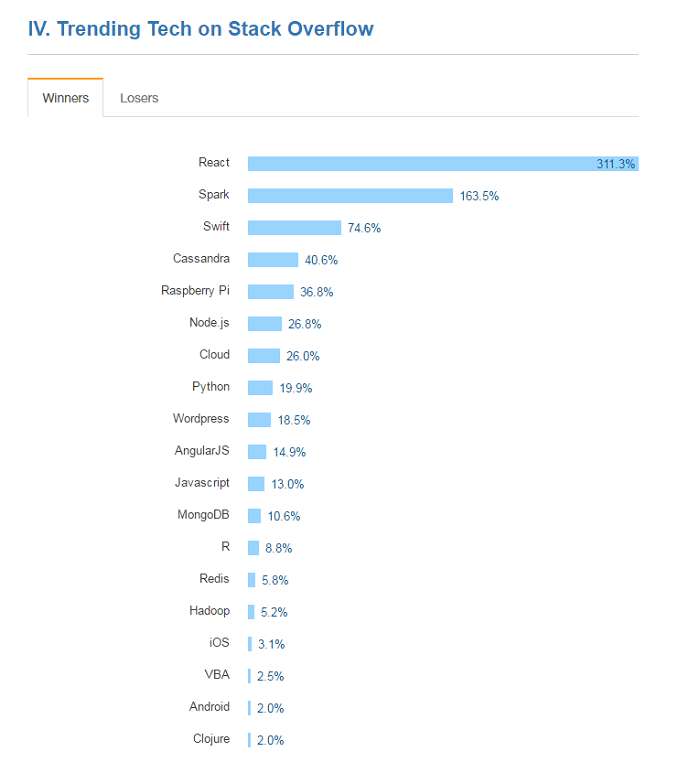 IV. Trending Tech on Stack Overflow
Winners Losers
React 311.3%
Spark 163.5%
Swift 74.6%
Cassandra 40.6%
Raspberry Pi 36.8%
Node.js 26.8%
Cloud 26.0%
Python 19.9%
Wordpress 18.5%
AngularJS 14.9%
Javascript 13.0%
MongoDB 10.6%
R 8.8%
Redis 5.8%
Hadoop 5.2%
iOS 3.1%
VBA 2.5%
Android 2.0%
Clojure 2.0%